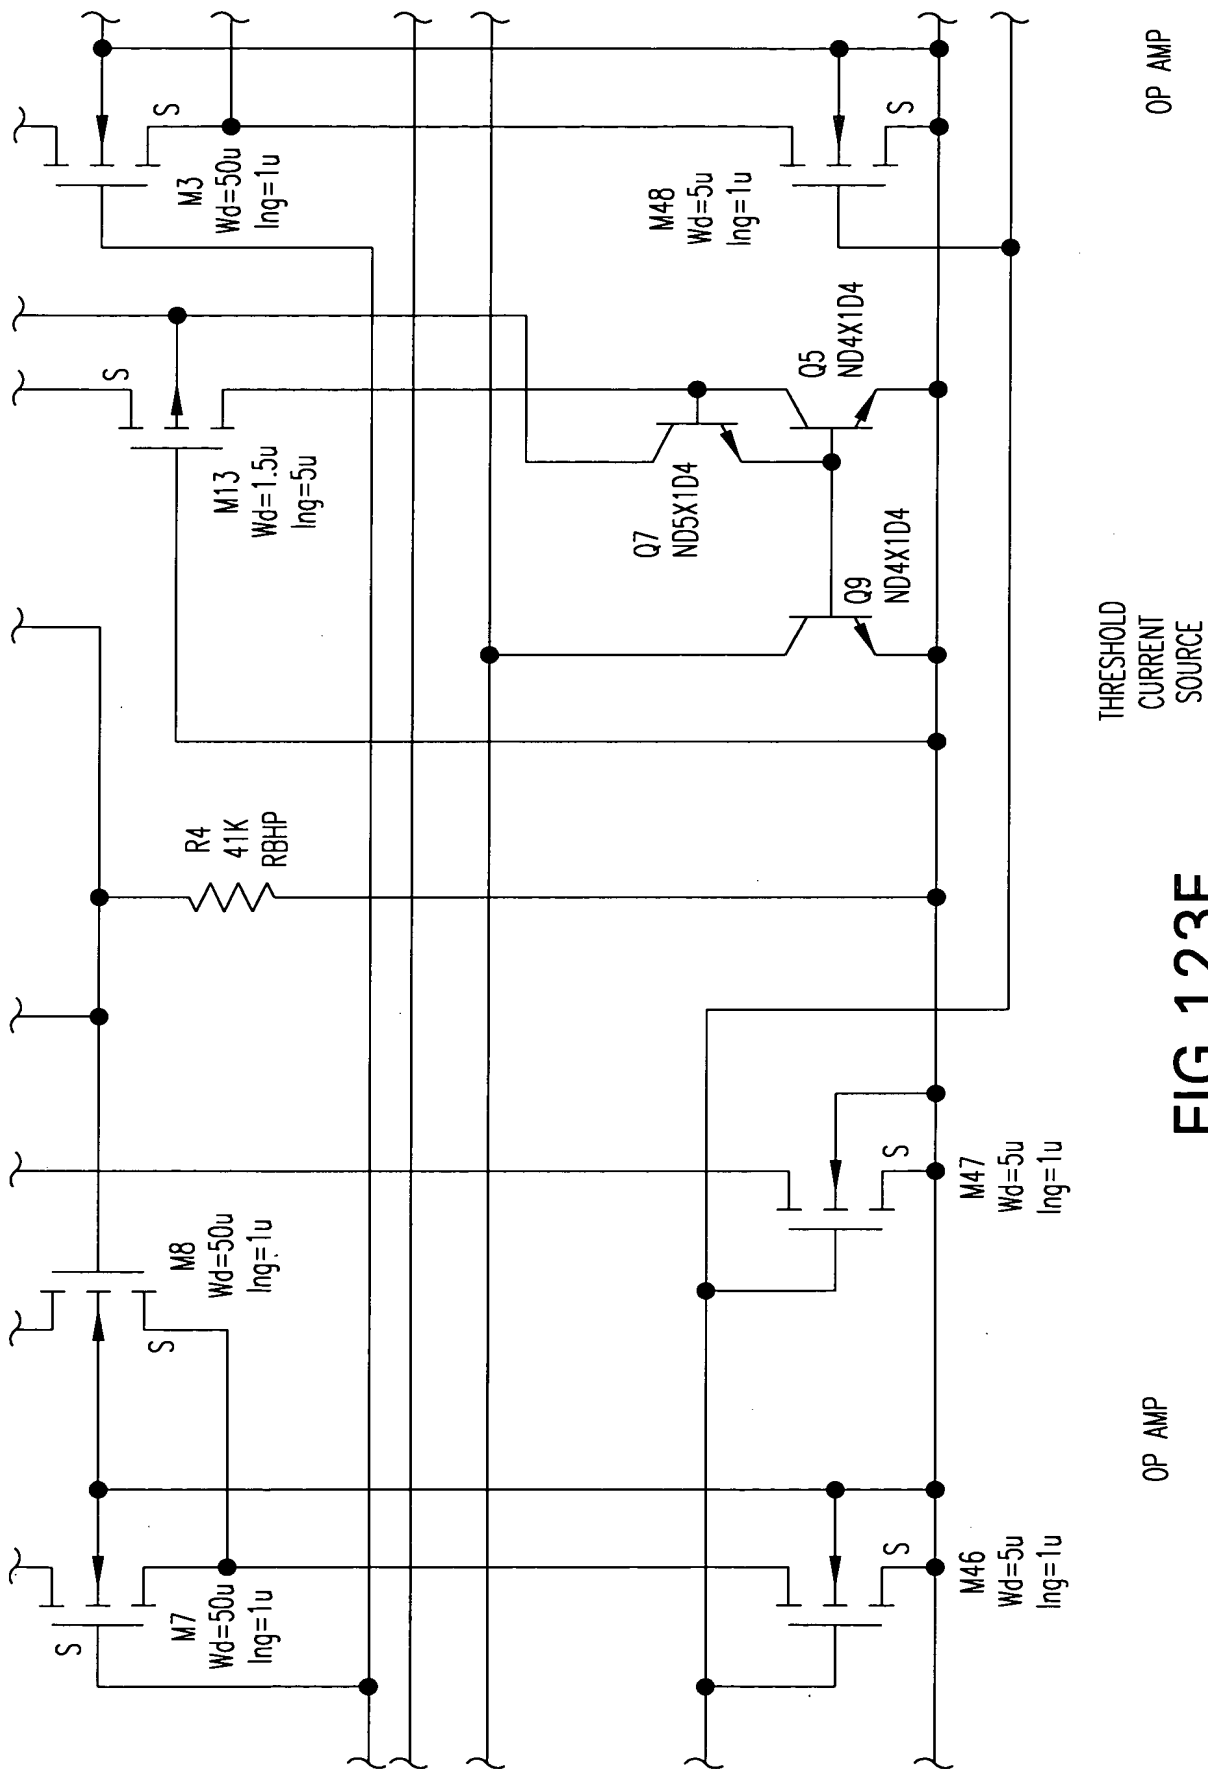 S
M7
Wd=50u
lng=1u
S
M8
Wd=50u
lng=1u
R4
41K
RBHP
S
M13
Wd=1.5u
lng=5u
S
M3
Wd=50u
lng=1u
Q7
ND5X1D4
Q9
ND4X1D4
Q5
ND4X1D4
M48
Wd=5u
lng=1u
S
S
M46
Wd=5u
lng=1u
S
M47
Wd=5u
lng=1u
OP AMP
THRESHOLD
CURRENT
SOURCE
OP AMP
FIG